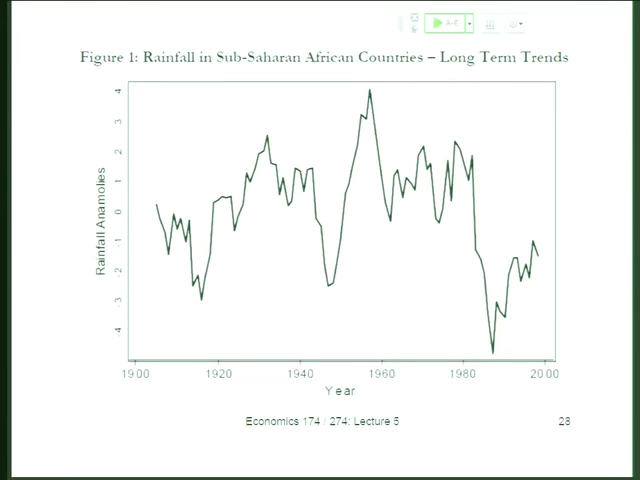 A-E
Figure 1: Rainfall in Sub-Saharan African Countries – Long Term Trends
Rainfall Anamolies
4
3
2
1
0
-1
-2
-3
-4
1900 1920 1940 1960 1980 2000
Year
Economics 174 / 274: Lecture 5
28